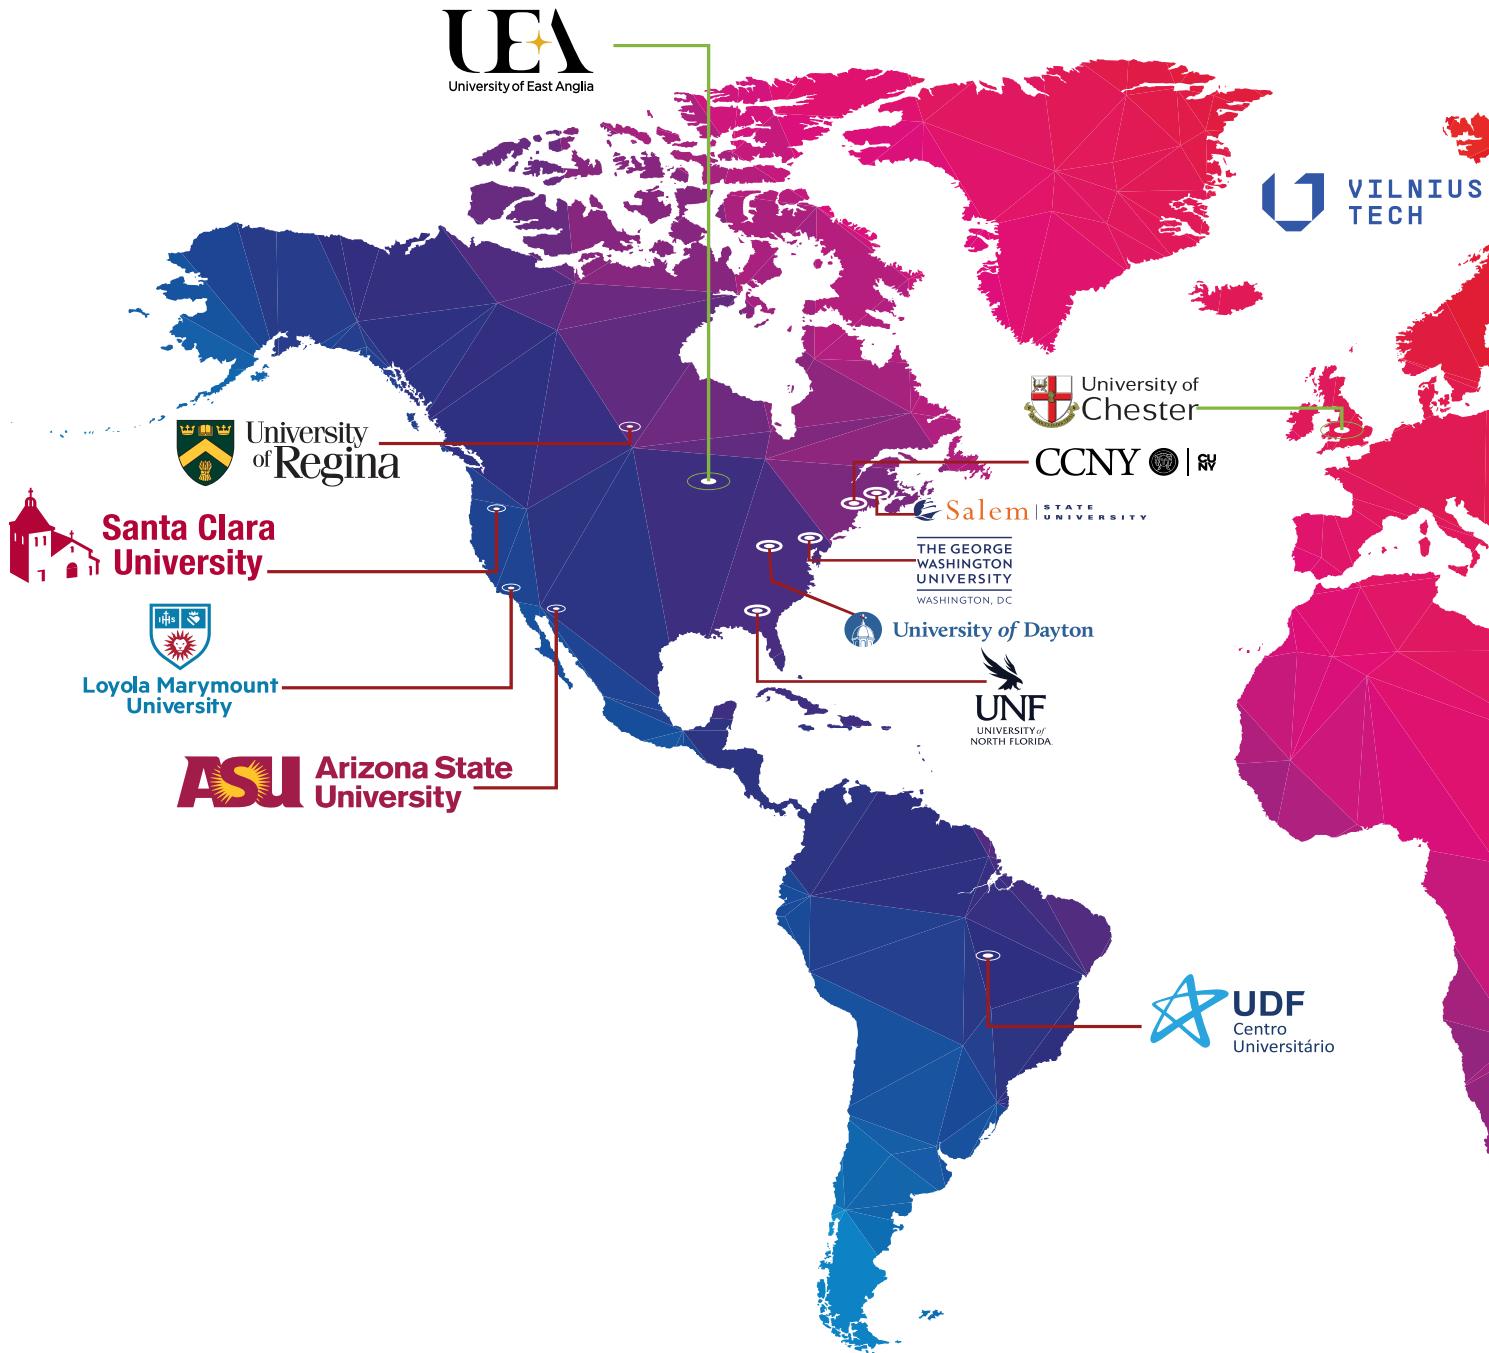 UEA
University of East Anglia
VILNIUS
TECH
University of
Chester
University
of Regina
CCNY
CU
NY
Salem STATE
UNIVERSITY
Santa Clara
University
THE GEORGE
WASHINGTON
UNIVERSITY
WASHINGTON, DC
IHS
University of Dayton
Loyola Marymount
University
UNF
UNIVERSITY of
NORTH FLORIDA
ASU Arizona State
University
UDF
Centro
Universitário